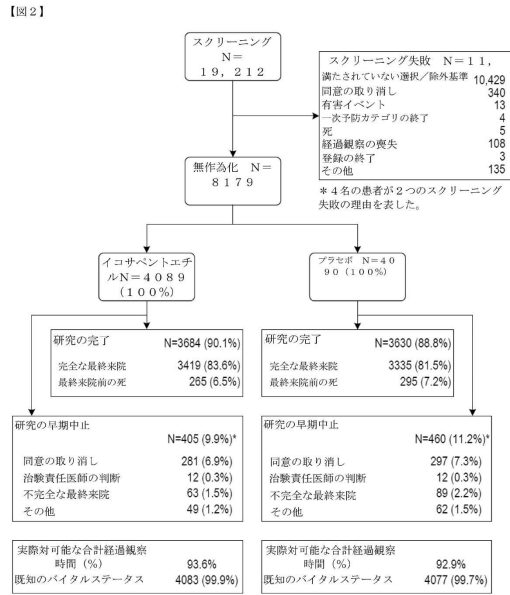 【図２】
スクリーニング
N＝
１９，２１２
スクリーニング失敗　N＝１１，
満たされていない選択／除外基準 10,429
同意の取り消し 340
有害イベント 13
一次予防カテゴリの終了 4
死 5
経過観察の喪失 108
登録の終了 3
その他 135
＊４名の患者が２つのスクリーニング
失敗の理由を表した。
無作為化　N＝
８１７９
イコサペントエチ
ルN＝４０８９
（１００％）
プラセボ　N＝４０
９０（１００％）
研究の完了 N=3684 (90.1%)
完全な最終来院 3419 (83.6%)
最終来院前の死 265 (6.5%)
研究の完了 N=3630 (88.8%)
完全な最終来院 3335 (81.5%)
最終来院前の死 295 (7.2%)
研究の早期中止
N=405 (9.9%)*
同意の取り消し 281 (6.9%)
治験責任医師の判断 12 (0.3%)
不完全な最終来院 63 (1.5%)
その他 49 (1.2%)
研究の早期中止
N=460 (11.2%)*
同意の取り消し 297 (7.3%)
治験責任医師の判断 12 (0.3%)
不完全な最終来院 89 (2.2%)
その他 62 (1.5%)
実際対可能な合計経過観察
時間（%） 93.6%
既知のバイタルステータス 4083 (99.9%)
実際対可能な合計経過観察
時間（%） 92.9%
既知のバイタルステータス 4077 (99.7%)